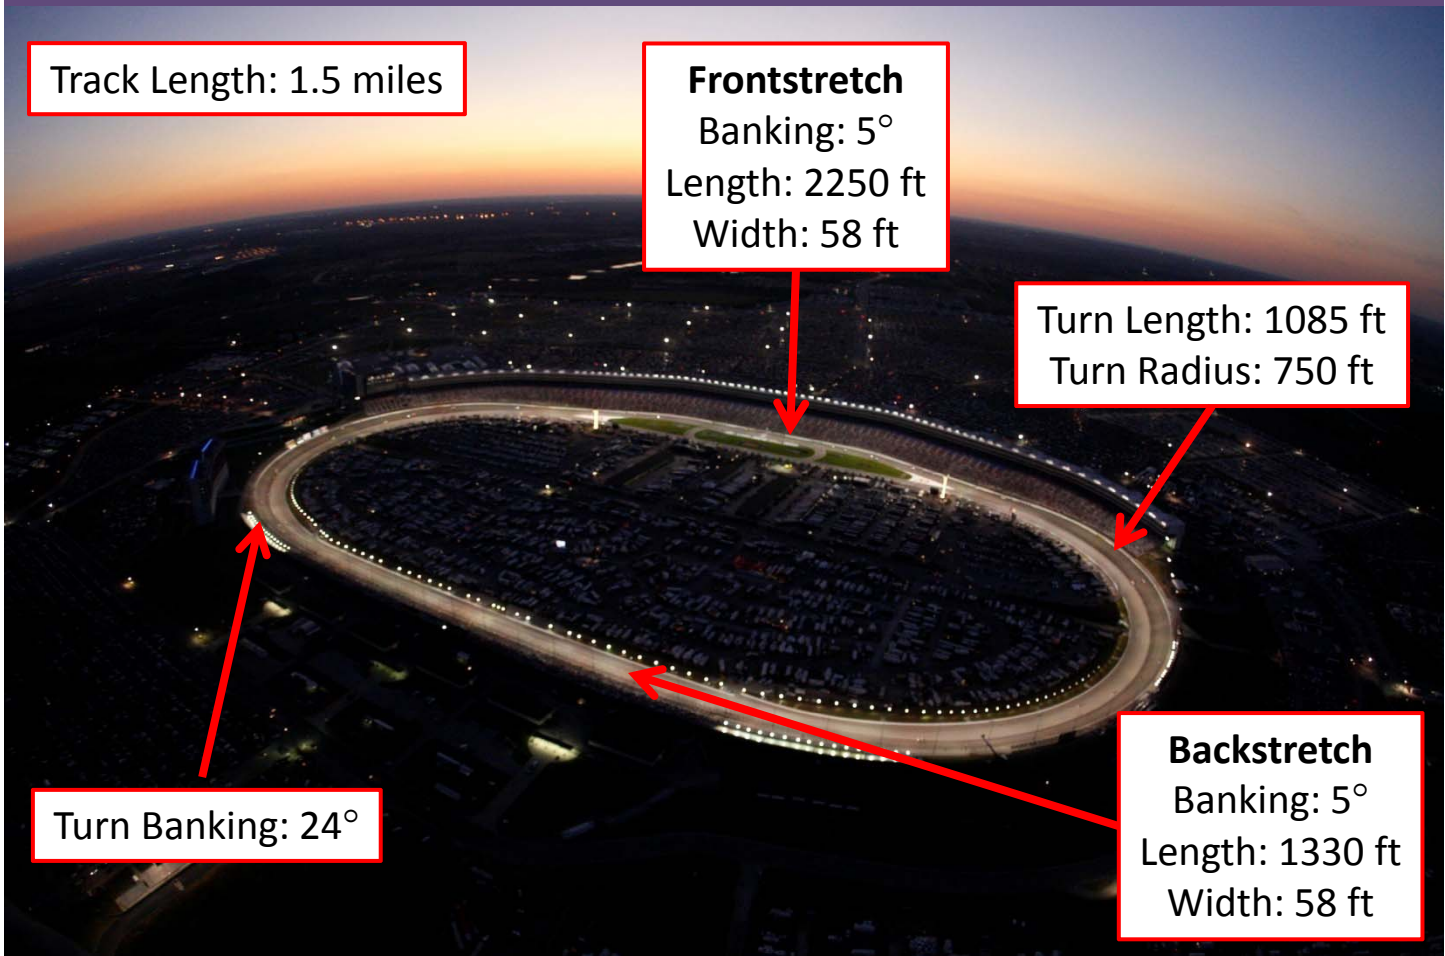 Track Length: 1.5 miles
Frontstretch
Banking: 5°
Length: 2250 ft
Width: 58 ft
Turn Length: 1085 ft
Turn Radius: 750 ft
Turn Banking: 24°
Backstretch
Banking: 5°
Length: 1330 ft
Width: 58 ft